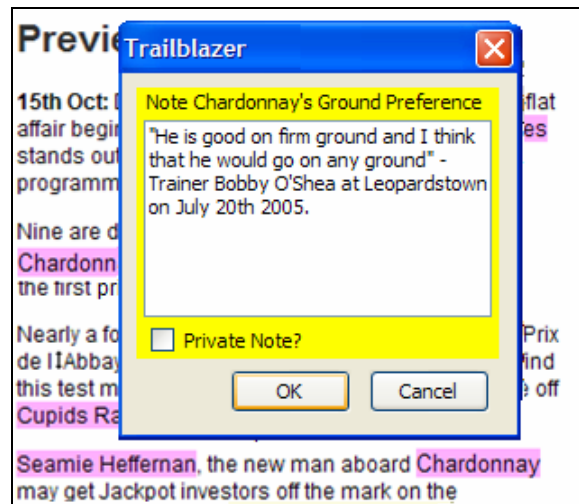 Previe
Trailblazer
15th Oct:
flat
affair begin
es
stands out
programm
Nine are d
Chardonn
the first pr
Nearly a fo
Prix
de l'Abbay
find
this test m
off
Cupids Ra
Note Chardonnay's Ground Preference
"He is good on firm ground and I think
that he would go on any ground" -
Trainer Bobby O'Shea at Leopardstown
on July 20th 2005.
Private Note?
OK Cancel
Seamie Heffernan, the new man aboard Chardonnay
may get Jackpot investors off the mark on the